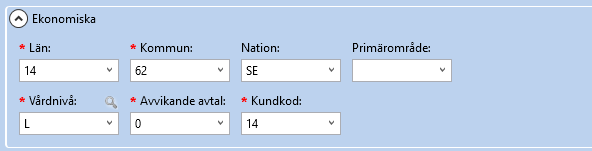 Ekonomiska
* Län: * Kommun: Nation: Primärområde:
14 62 SE
* Vårdnivå: * Avvikande avtal: * Kundkod:
L 0 14